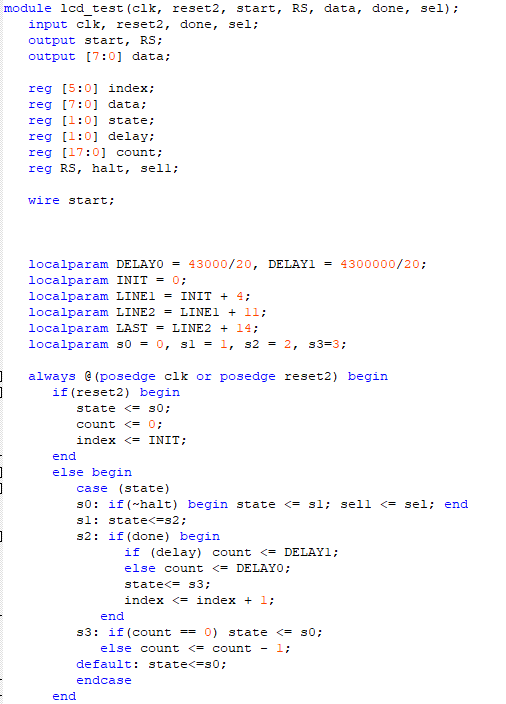 module lcd_test(clk, reset2, start, RS, data, done, sel);
input clk, reset2, done, sel;
output start, RS;
output [7:0] data;
reg [5:0] index;
reg [7:0] data;
reg [1:0] state;
reg [1:0] delay;
reg [17:0] count;
reg RS, halt, sel1;
wire start;
localparam DELAY0 = 43000/20, DELAY1 = 4300000/20;
localparam INIT = 0;
localparam LINE1 = INIT + 4;
localparam LINE2 = LINE1 + 11;
localparam LAST = LINE2 + 14;
localparam s0 = 0, s1 = 1, s2 = 2, s3=3;
always @(posedge clk or posedge reset2) begin
if(reset2) begin
state <= s0;
count <= 0;
index <= INIT;
end
else begin
case (state)
s0: if(~halt) begin state <= s1; sel1 <= sel; end
s1: state<=s2;
s2: if(done) begin
if (delay) count <= DELAY1;
else count <= DELAY0;
state<= s3;
index <= index + 1;
end
s3: if(count == 0) state <= s0;
else count <= count - 1;
default: state<=s0;
endcase
end